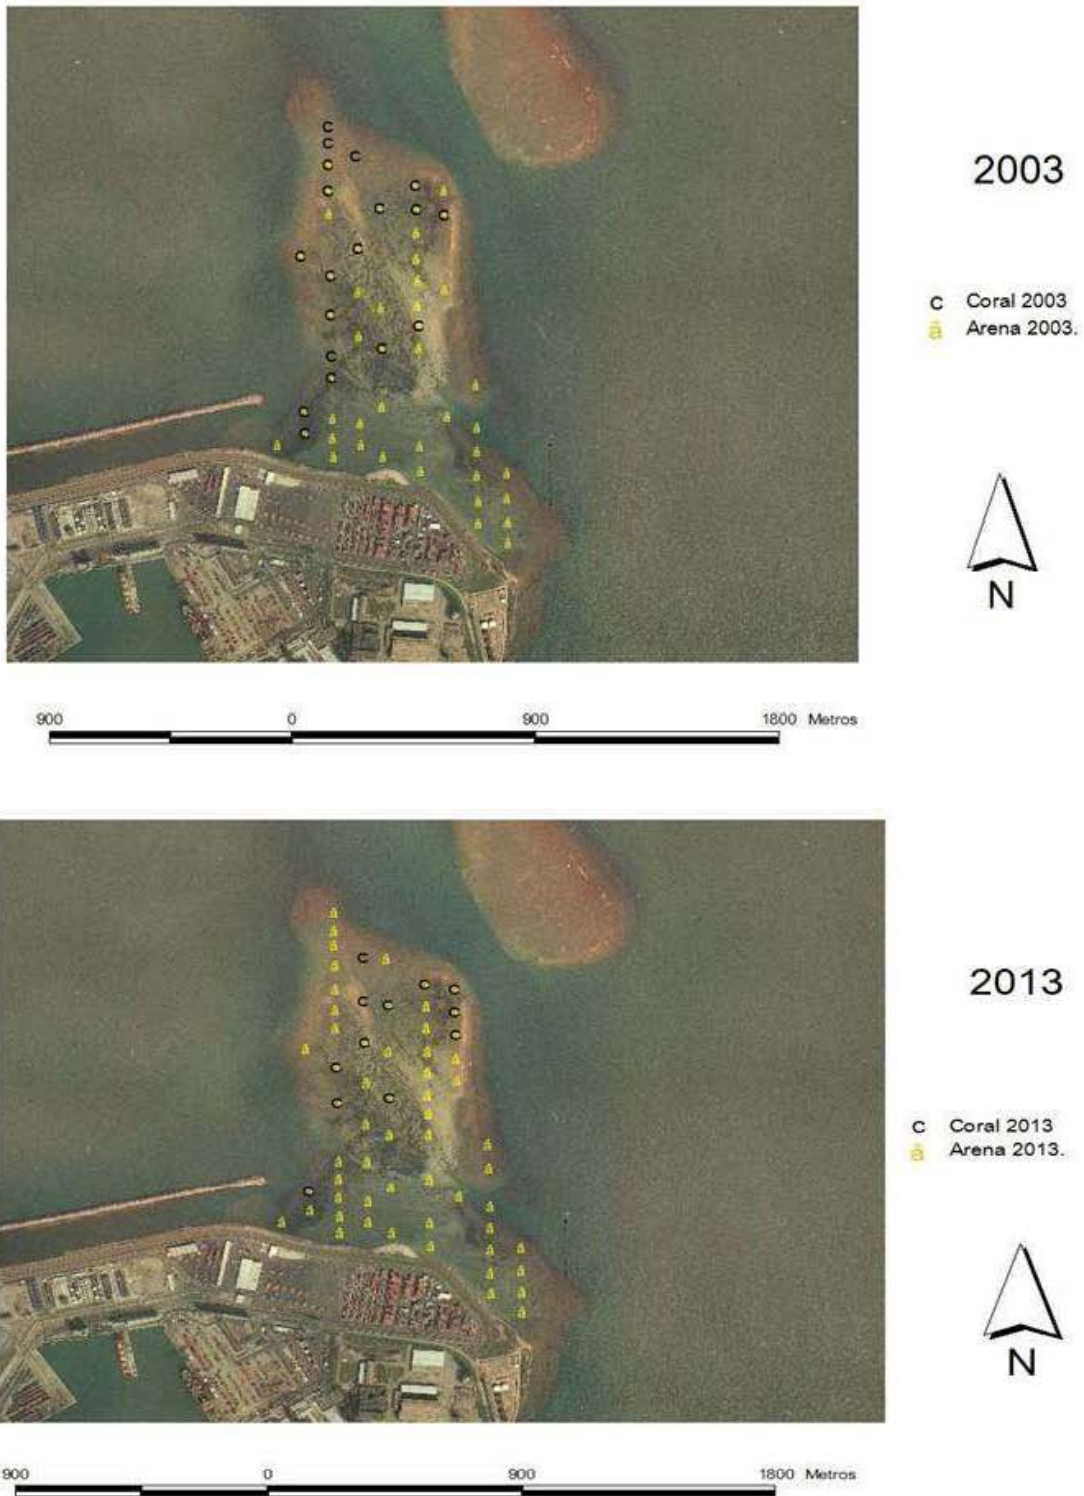 2003
C Coral 2003
á Arena 2003.
N
900 0 900 1800 Metros
2013
C Coral 2013
á Arena 2013.
N
900 0 900 1800 Metros